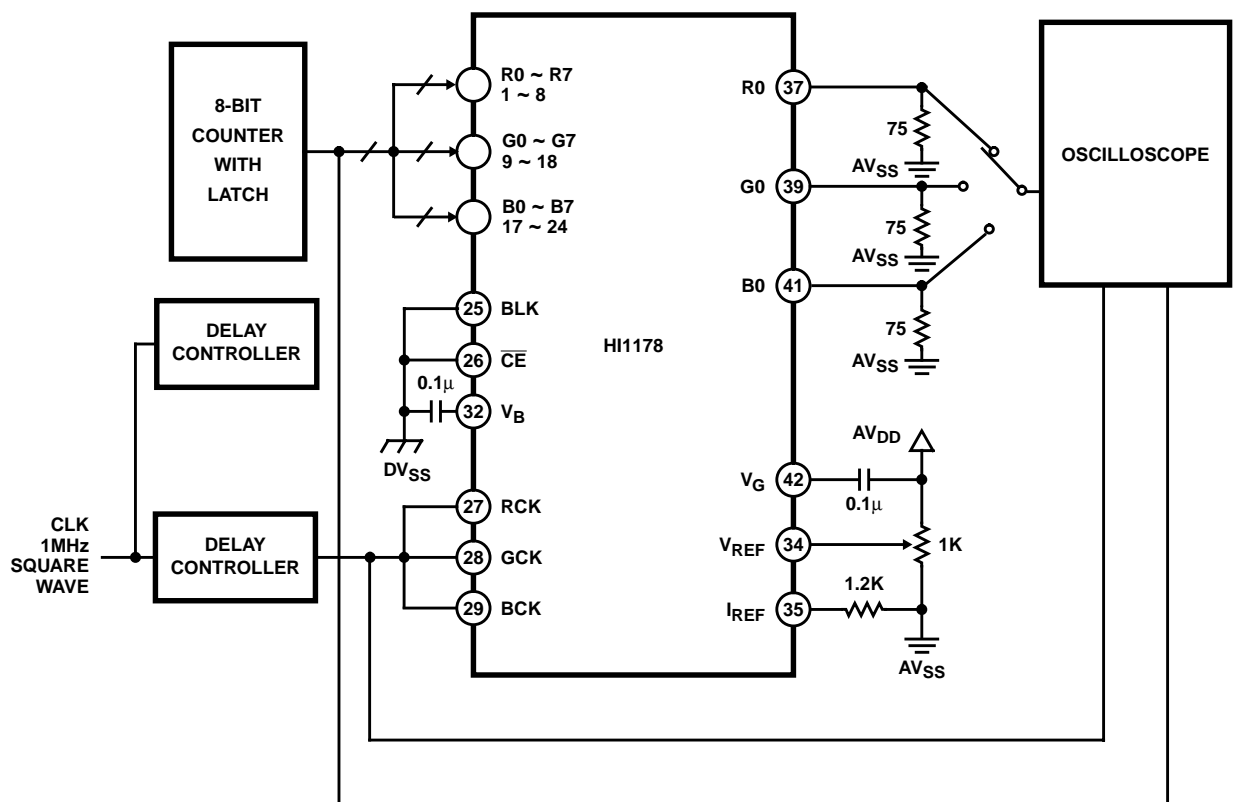 8-BIT
COUNTER
WITH
LATCH
R0 ~ R7
1 ~ 8
G0 ~ G7
9 ~ 18
B0 ~ B7
17 ~ 24
DELAY
CONTROLLER
25 BLK
26 CE
0.1μ
32 VB
DVSS
CLK
1MHz
SQUARE
WAVE
DELAY
CONTROLLER
27 RCK
28 GCK
29 BCK
HI1178
R0 37
75
AVSS
G0 39
75
AVSS
B0 41
75
AVSS
OSCILLOSCOPE
AVDD
VG 42
0.1μ
VREF 34
1K
1.2K
IREF 35
AVSS